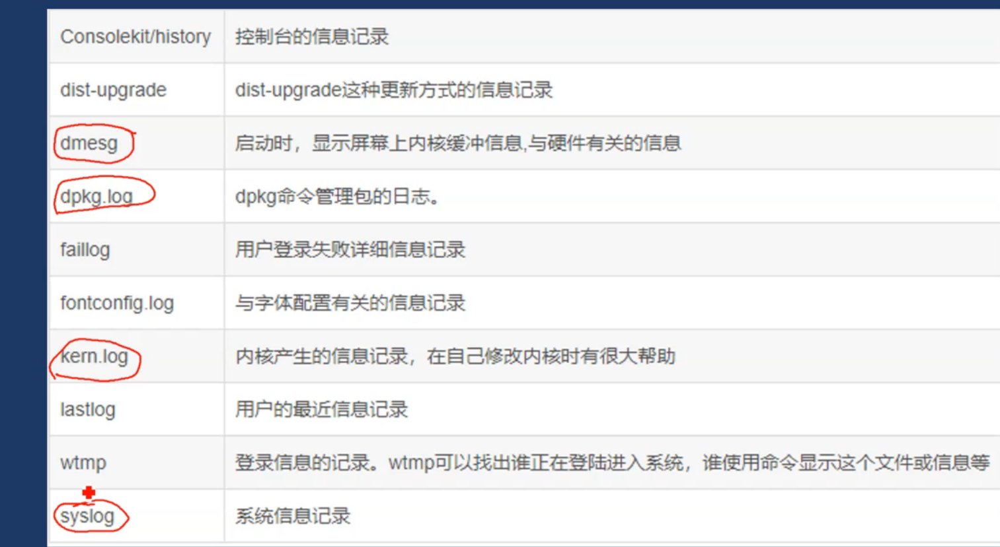 Consolekit/history 控制台的信息记录
dist-upgrade dist-upgrade这种更新方式的信息记录
dmesg 启动时，显示屏幕上内核缓冲信息,与硬件有关的信息
dpkg.log dpkg命令管理包的日志。
faillog 用户登录失败详细信息记录
fontconfig.log 与字体配置有关的信息记录
kern.log 内核产生的信息记录，在自己修改内核时有很大帮助
lastlog 用户的最近信息记录
wtmp 登录信息的记录。wtmp可以找出谁正在登陆进入系统，谁使用命令显示这个文件或信息等
syslog 系统信息记录